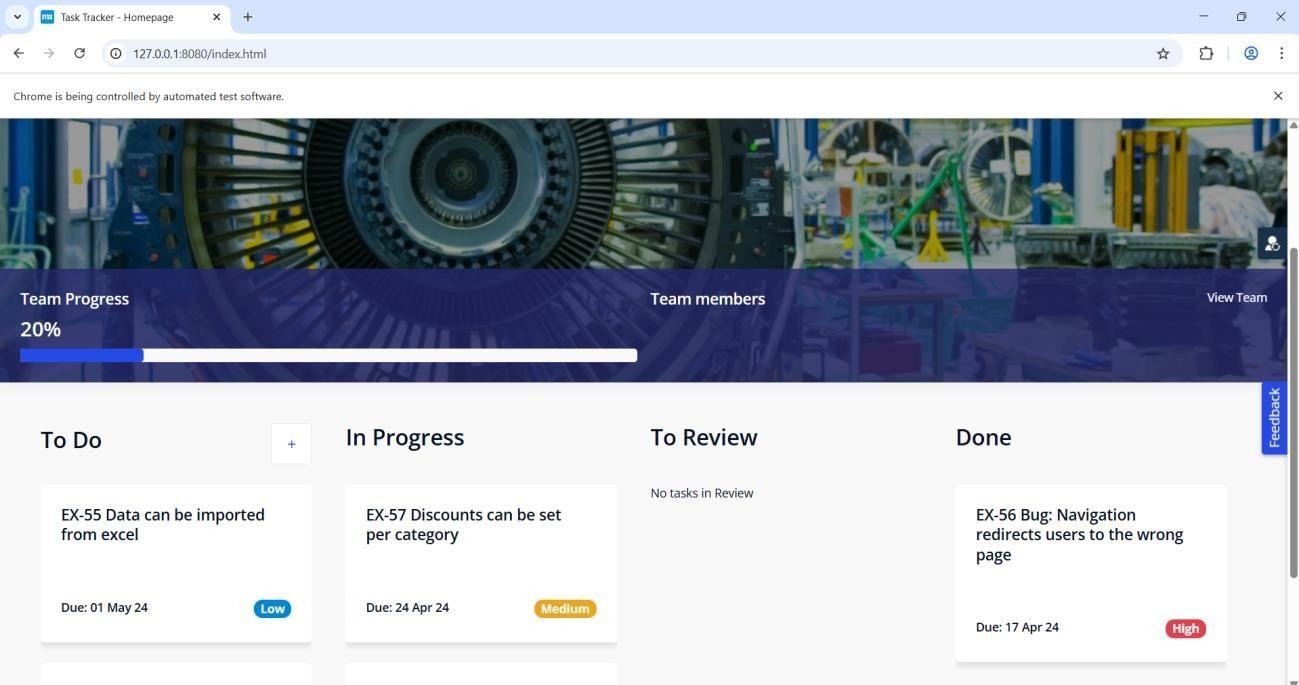 Task Tracker - Homepage
127.0.0.1:8080/index.html
Chrome is being controlled by automated test software.
Team Progress
20%
Team members
View Team
Feedback
To Do
+
In Progress
To Review
Done
EX-55 Data can be imported
from excel
Due: 01 May 24
Low
EX-57 Discounts can be set
per category
Due: 24 Apr 24
Medium
No tasks in Review
EX-56 Bug: Navigation
redirects users to the wrong
page
Due: 17 Apr 24
High